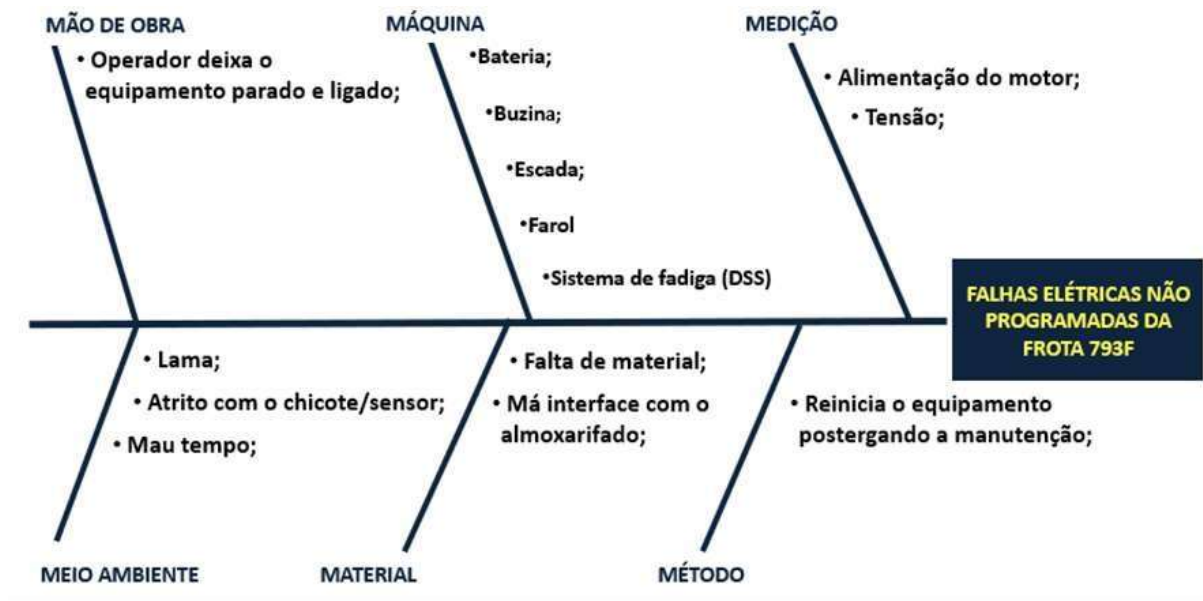 MÃO DE OBRA
• Operador deixa o
equipamento parado e ligado;
MÁQUINA
•Bateria;
•Buzina;
•Escada;
•Farol
•Sistema de fadiga (DSS)
MEDIÇÃO
• Alimentação do motor;
• Tensão;
FALHAS ELÉTRICAS NÃO
PROGRAMADAS DA
FROTA 793F
• Lama;
• Atrito com o chicote/sensor;
• Mau tempo;
MEIO AMBIENTE
• Falta de material;
• Má interface com o
almoxarifado;
MATERIAL
• Reinicia o equipamento
postergando a manutenção;
MÉTODO